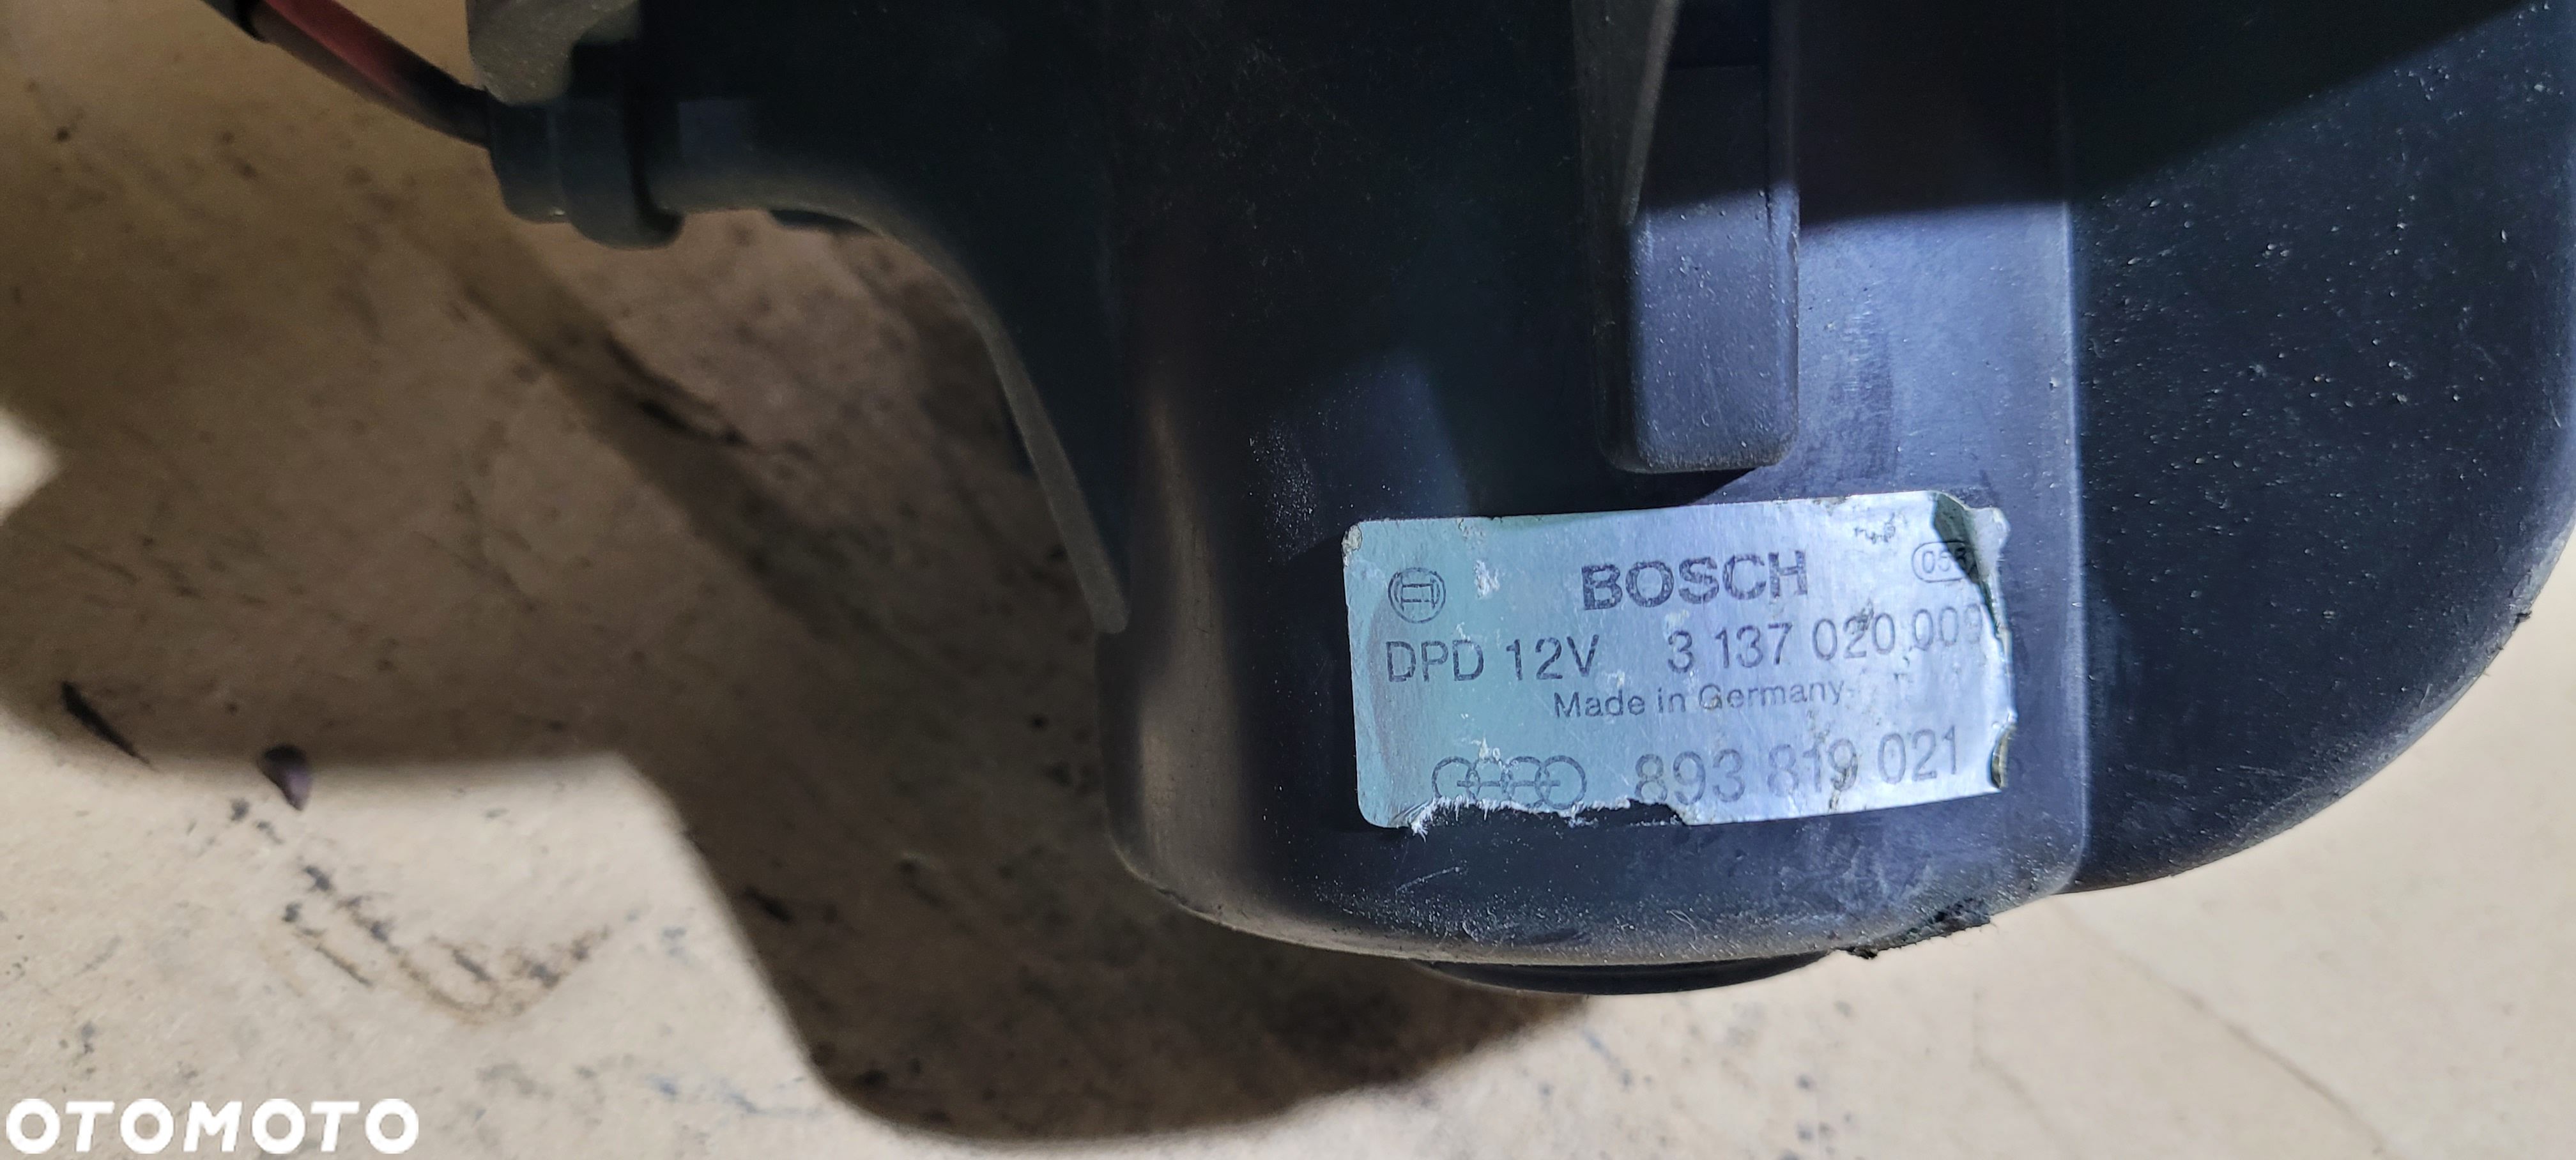 BOSCH
DPD 12V 3 137 020 009
Made in Germany
893 819 021
OTOMOTO